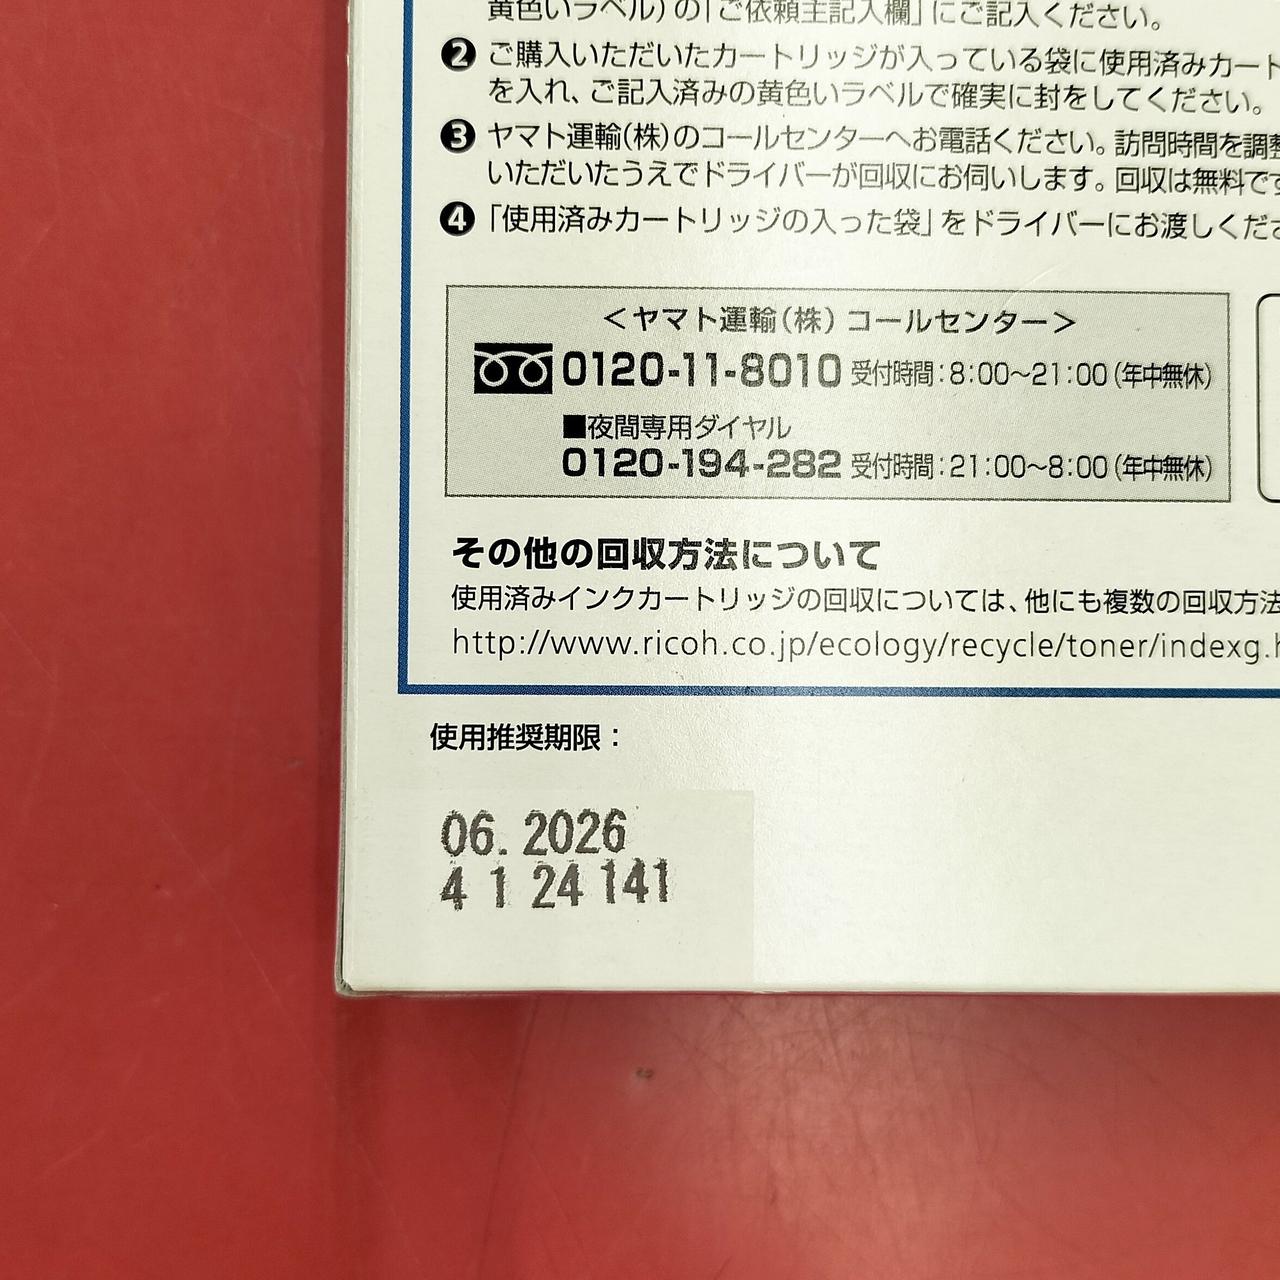 黄色いラベル)の「ご依頼主記入欄」にご記入ください。
❷ ご購入いただいたカートリッジが入っている袋に使用済みカート
を入れ、ご記入済みの黄色いラベルで確実に封をしてください。
❸ ヤマト運輸(株)のコールセンターへお電話ください。訪問時間を調整
いただいたうえでドライバーが回収にお伺いします。回収は無料です
❹ 「使用済みカートリッジの入った袋」をドライバーにお渡しくださ
＜ヤマト運輸(株) コールセンター＞
0120-11-8010 受付時間:8:00〜21:00(年中無休)
■夜間専用ダイヤル
0120-194-282 受付時間:21:00〜8:00(年中無休)
その他の回収方法について
使用済みインクカートリッジの回収については、他にも複数の回収方法
http://www.ricoh.co.jp/ecology/recycle/toner/indexg.h
使用推奨期限：
06. 2026
4 1 24 141